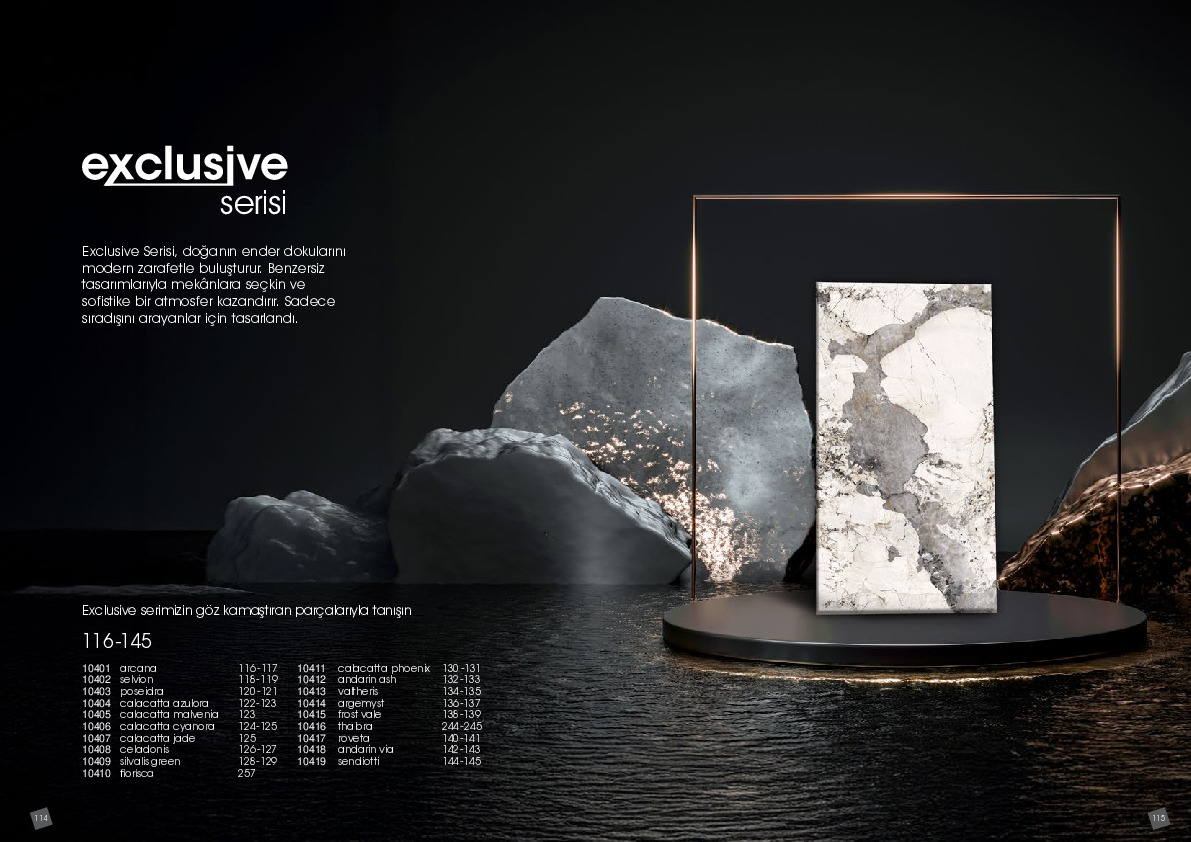 exclusive
serisi
Exclusive Serisi, doğanın ender dokularını
modern zarafetle buluşturur. Benzersiz
tasarımlarıyla mekânlara seçkin ve
sofistike bir atmosfer kazandırır. Sadece
sıradışını arayanlar için tasarlandı.
Exclusive serimizin göz kamaştıran parçalarıyla tanışın
116-145
10401 arcana 116-117
10402 selvion 118-119
10403 poseidra 120-121
10404 calacatta azulora 122-123
10405 calacatta malvenia 123
10406 calacatta cyanora 124-125
10407 calacatta jade 125
10408 celadonis 126-127
10409 silvalis green 128-129
10410 fiorisca 257
10411 calacatta phoenix 130-131
10412 andarin ash 132-133
10413 valtheris 134-135
10414 argemyst 136-137
10415 frost vale 138-139
10416 thabra 244-245
10417 roveta 140-141
10418 andarin via 142-143
10419 sendiotti 144-145
114
115